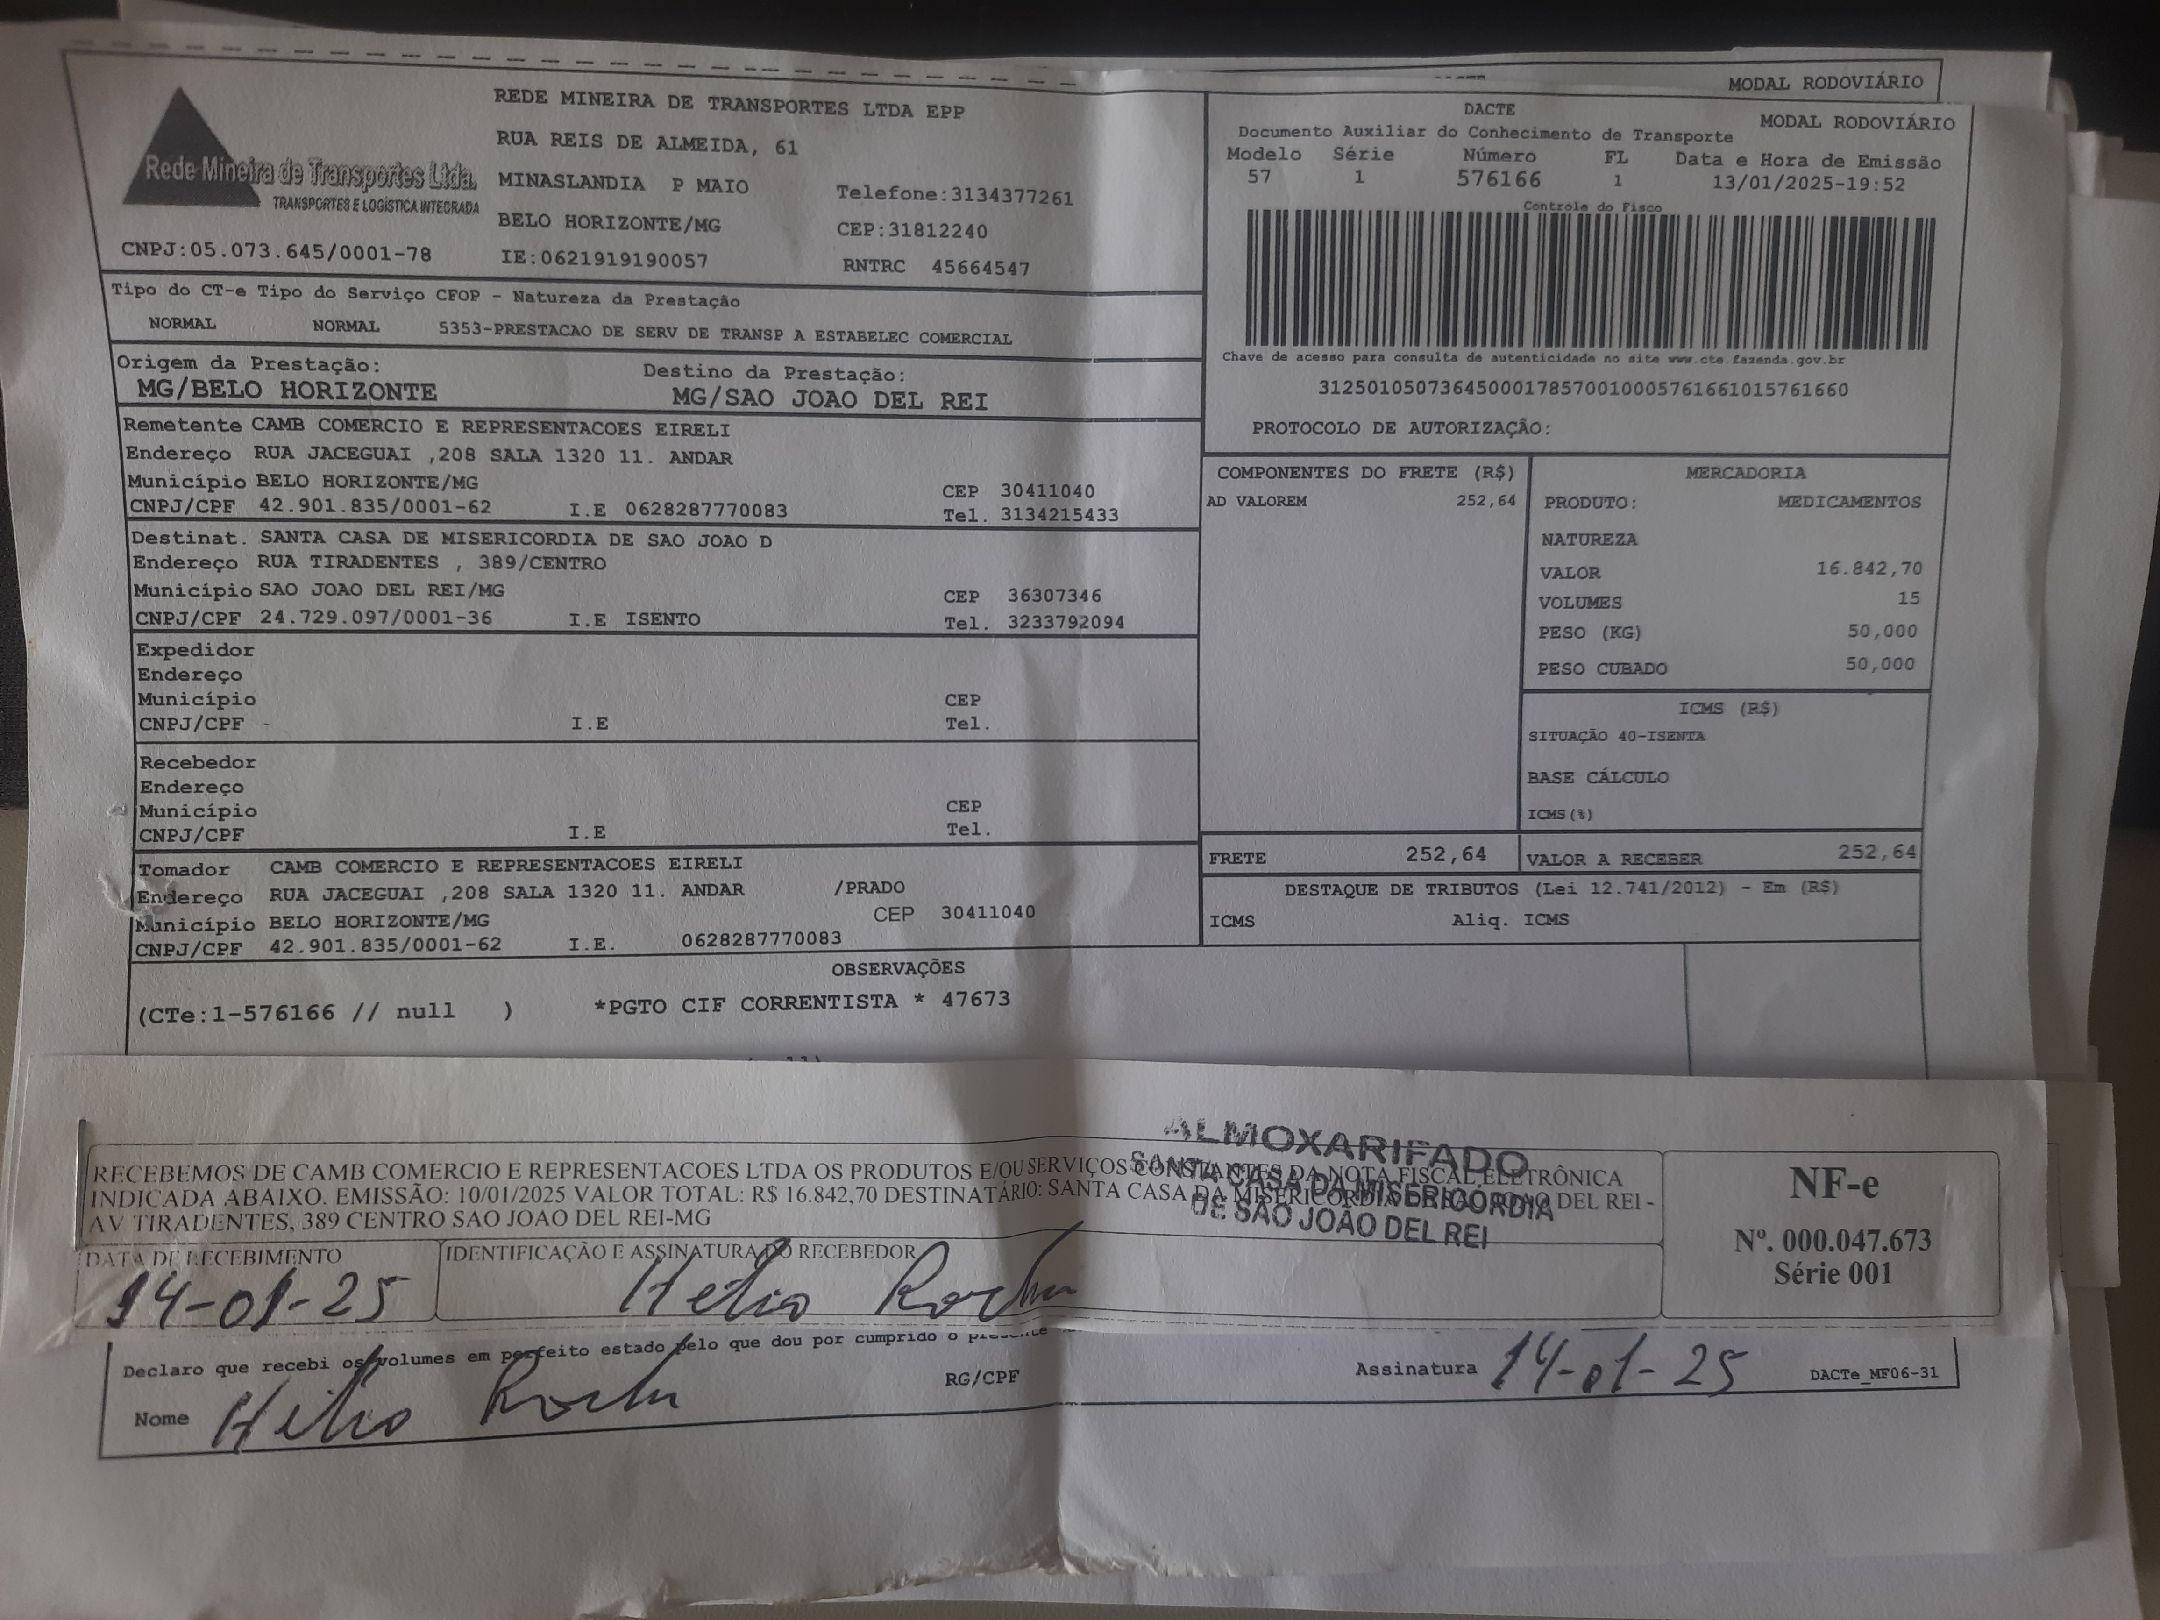 MODAL RODOVIÁRIO
Rede Mineira de Transportes Ltda.
TRANSPORTES E LOGÍSTICA INTEGRADA
CNPJ:05.073.645/0001-78
REDE MINEIRA DE TRANSPORTES LTDA EPP
RUA REIS DE ALMEIDA, 61
MINASLANDIA P MAIO Telefone:3134377261
BELO HORIZONTE/MG CEP:31812240
IE:0621919190057 RNTRC 45664547
DACTE
MODAL RODOVIÁRIO
Documento Auxiliar do Conhecimento de Transporte
Modelo Série Número FL Data e Hora de Emissão
57 1 576166 1 13/01/2025-19:52
Controle do Fisco
Chave de acesso para consulta de autenticidade no site www.cte.fazenda.gov.br
31250105073645000178570010005761661015761660
PROTOCOLO DE AUTORIZAÇÃO:
Tipo do CT-e Tipo do Serviço CFOP - Natureza da Prestação
NORMAL NORMAL 5353-PRESTACAO DE SERV DE TRANSP A ESTABELEC COMERCIAL
Origem da Prestação: Destino da Prestação:
MG/BELO HORIZONTE MG/SAO JOAO DEL REI
Remetente CAMB COMERCIO E REPRESENTACOES EIRELI
Endereço RUA JACEGUAI ,208 SALA 1320 11. ANDAR
Município BELO HORIZONTE/MG CEP 30411040
CNPJ/CPF 42.901.835/0001-62 I.E 0628287770083 Tel. 3134215433
Destinat. SANTA CASA DE MISERICORDIA DE SAO JOAO D
Endereço RUA TIRADENTES , 389/CENTRO
Município SAO JOAO DEL REI/MG CEP 36307346
CNPJ/CPF 24.729.097/0001-36 I.E ISENTO Tel. 3233792094
Expedidor
Endereço
Município CEP
CNPJ/CPF - I.E Tel.
Recebedor
Endereço
Município CEP
CNPJ/CPF I.E Tel.
Tomador CAMB COMERCIO E REPRESENTACOES EIRELI
Endereço RUA JACEGUAI ,208 SALA 1320 11. ANDAR /PRADO
Município BELO HORIZONTE/MG CEP 30411040
CNPJ/CPF 42.901.835/0001-62 I.E. 0628287770083
COMPONENTES DO FRETE (R$)
AD VALOREM 252,64
MERCADORIA
PRODUTO: MEDICAMENTOS
NATUREZA
VALOR 16.842,70
VOLUMES 15
PESO (KG) 50,000
PESO CUBADO 50,000
ICMS (R$)
SITUAÇÃO 40-ISENTA
BASE CÁLCULO
ICMS(%)
FRETE 252,64 VALOR A RECEBER 252,64
DESTAQUE DE TRIBUTOS (Lei 12.741/2012) - Em (R$)
ICMS Aliq. ICMS
OBSERVAÇÕES
(CTe:1-576166 // null ) *PGTO CIF CORRENTISTA * 47673
ALMOXARIFADO
SANTA CASA DA MISERICÓRDIA
DE SÃO JOÃO DEL REI
RECEBEMOS DE CAMB COMERCIO E REPRESENTACOES LTDA OS PRODUTOS E/OU SERVIÇOS CONSTANTES DA NOTA FISCAL ELETRÔNICA
INDICADA ABAIXO. EMISSÃO: 10/01/2025 VALOR TOTAL: R$ 16.842,70 DESTINATÁRIO: SANTA CASA DA MISERICORDIA DE SAO JOAO DEL REI -
AV TIRADENTES, 389 CENTRO SAO JOAO DEL REI-MG
DATA DE RECEBIMENTO IDENTIFICAÇÃO E ASSINATURA DO RECEBEDOR
14-01-25 Helio Rocha
NF-e
Nº. 000.047.673
Série 001
Declaro que recebi os volumes em perfeito estado pelo que dou por cumprido o presente
Nome Helio Rocha RG/CPF Assinatura 14-01-25 DACTe_MF06-31